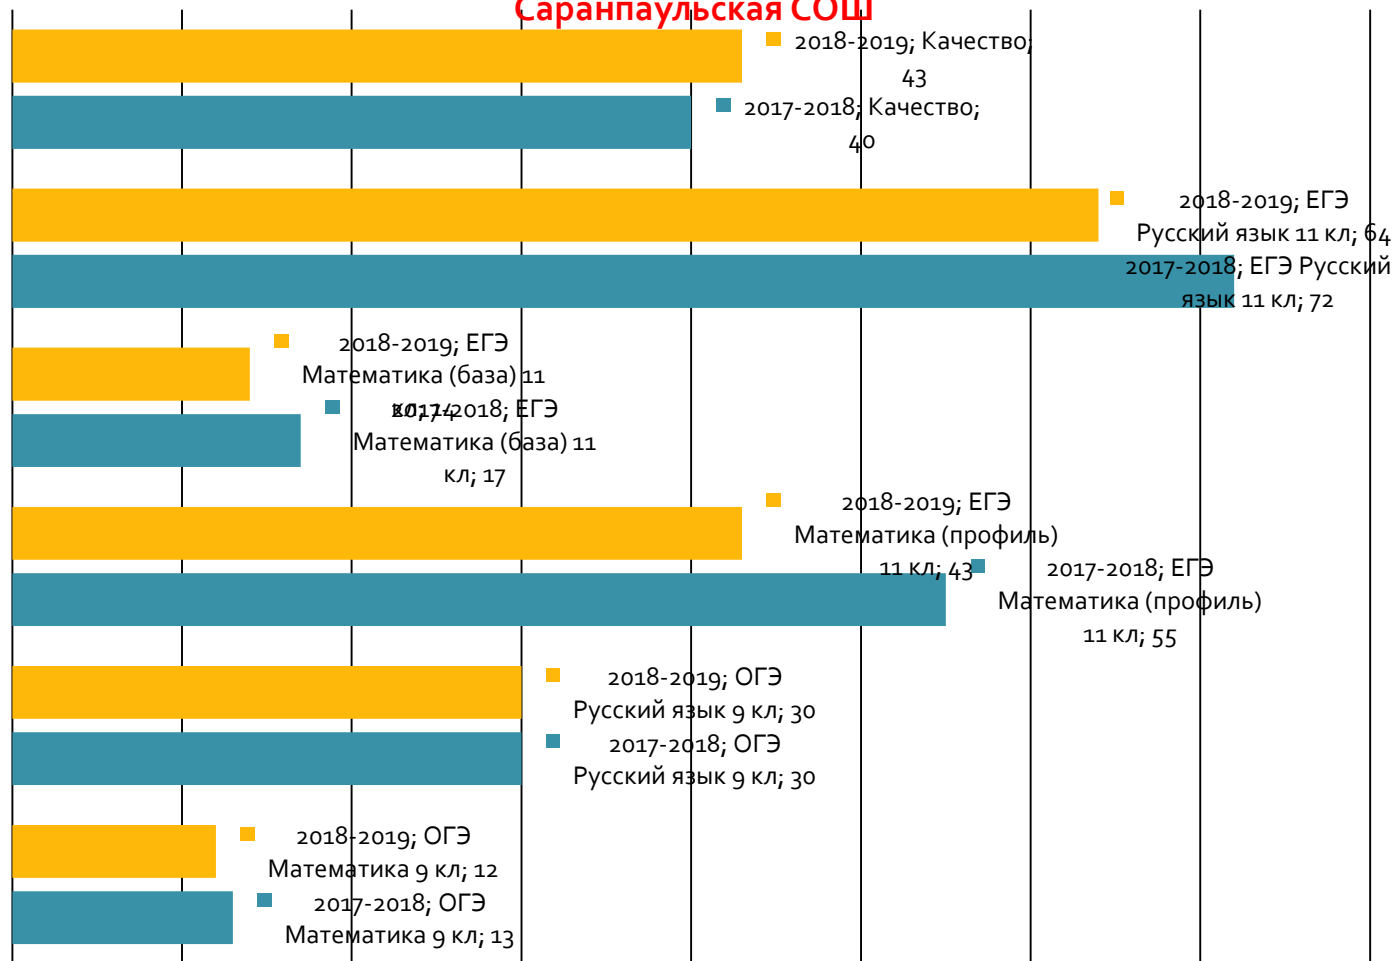 Саранпаульская СОШ
2018-2019; Качество;
43
2017-2018; Качество;
40
2018-2019; ЕГЭ
Русский язык 11 кл; 64
2017-2018; ЕГЭ Русский
язык 11 кл; 72
2018-2019; ЕГЭ
Математика (база) 11
кл; 14
2017-2018; ЕГЭ
Математика (база) 11
кл; 17
2018-2019; ЕГЭ
Математика (профиль)
11 кл; 43
2017-2018; ЕГЭ
Математика (профиль)
11 кл; 55
2018-2019; ОГЭ
Русский язык 9 кл; 30
2017-2018; ОГЭ
Русский язык 9 кл; 30
2018-2019; ОГЭ
Математика 9 кл; 12
2017-2018; ОГЭ
Математика 9 кл; 13